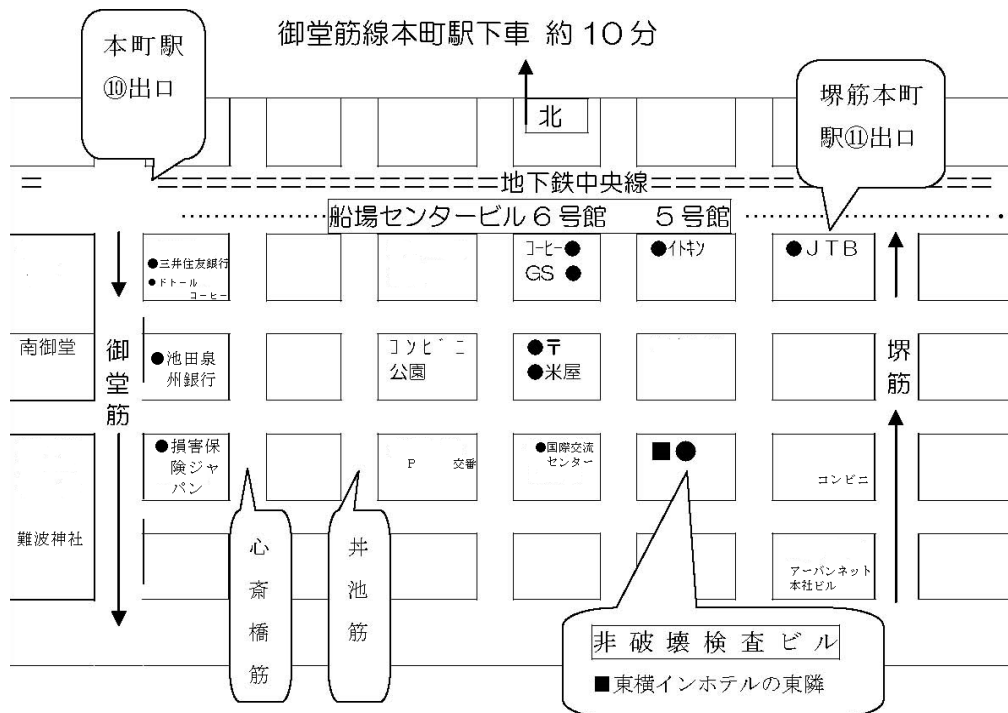 御堂筋線本町駅下車 約10分
本町駅
⑩出口
北
堺筋本町
駅⑪出口
地下鉄中央線
船場センタービル6号館 5号館
●三井住友銀行
●ドトール
コーヒー
コーヒー●
GS ●
●イトキン
●JTB
南御堂
御堂筋
●池田泉
州銀行
コンビニ
公園
●〒
●米屋
堺筋
●損害保
険ジャ
パン
P 交番
●国際交流
センター
■●
コンビニ
難波神社
心斎橋筋
丼池筋
アーバンネット
本社ビル
非破壊検査ビル
■東横インホテルの東隣